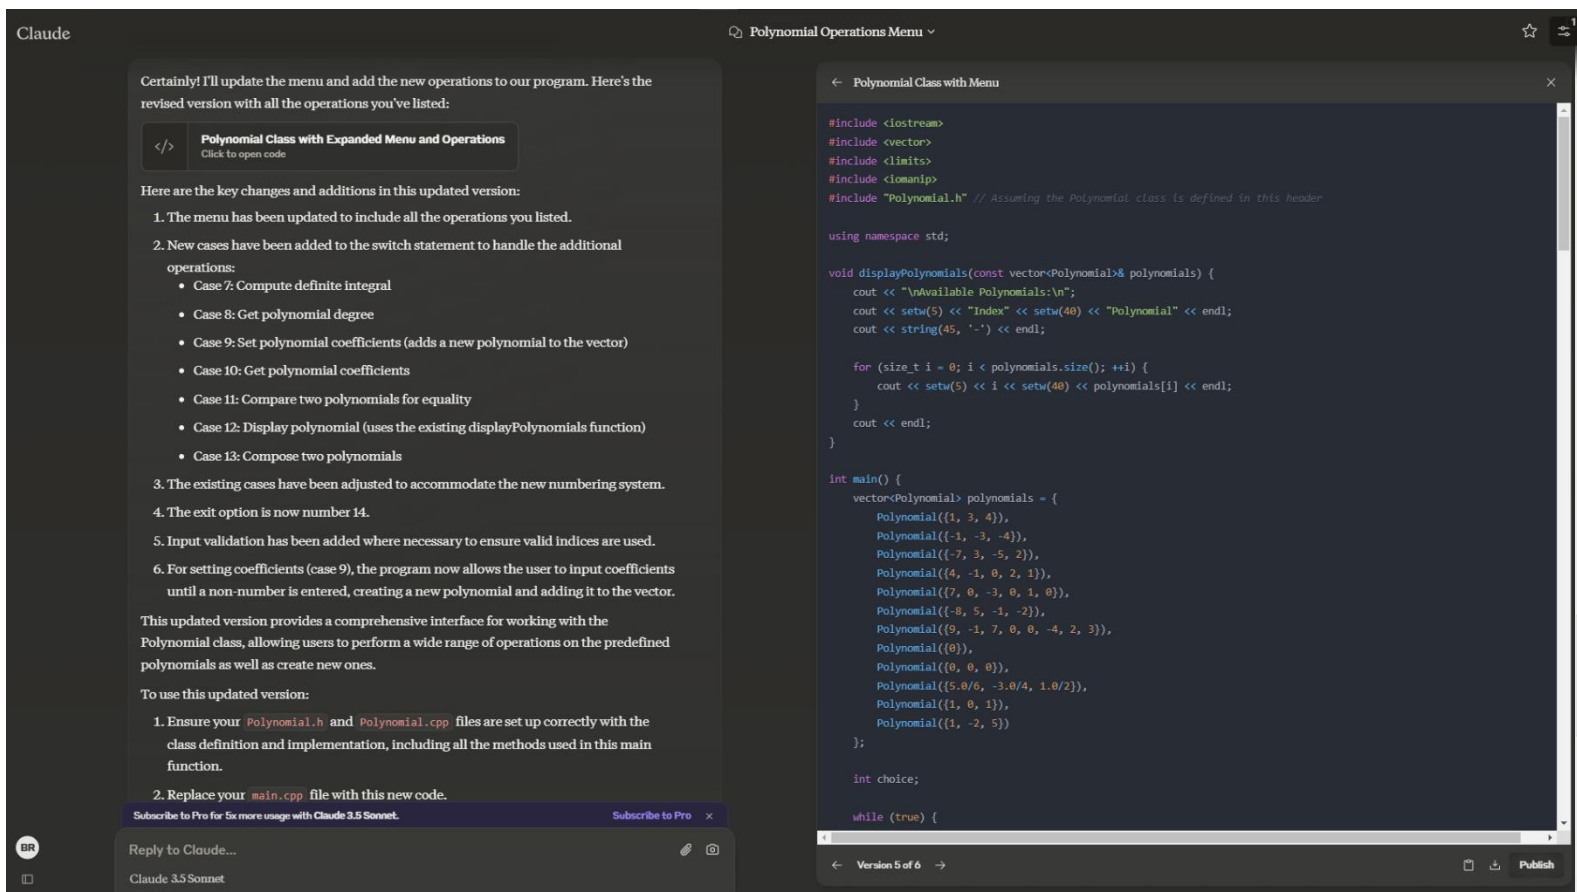 Claude
Polynomial Operations Menu
1
Certainly! I'll update the menu and add the new operations to our program. Here's the
revised version with all the operations you've listed:
</>
Polynomial Class with Expanded Menu and Operations
Click to open code
Here are the key changes and additions in this updated version:
1. The menu has been updated to include all the operations you listed.
2. New cases have been added to the switch statement to handle the additional
operations:
• Case 7: Compute definite integral
• Case 8: Get polynomial degree
• Case 9: Set polynomial coefficients (adds a new polynomial to the vector)
• Case 10: Get polynomial coefficients
• Case 11: Compare two polynomials for equality
• Case 12: Display polynomial (uses the existing displayPolynomials function)
• Case 13: Compose two polynomials
3. The existing cases have been adjusted to accommodate the new numbering system.
4. The exit option is now number 14.
5. Input validation has been added where necessary to ensure valid indices are used.
6. For setting coefficients (case 9), the program now allows the user to input coefficients
until a non-number is entered, creating a new polynomial and adding it to the vector.
This updated version provides a comprehensive interface for working with the
Polynomial class, allowing users to perform a wide range of operations on the predefined
polynomials as well as create new ones.
To use this updated version:
1. Ensure your Polynomial.h and Polynomial.cpp files are set up correctly with the
class definition and implementation, including all the methods used in this main
function.
2. Replace your main.cpp file with this new code.
Subscribe to Pro for 5x more usage with Claude 3.5 Sonnet.
Subscribe to Pro ×
BR
Reply to Claude...
Claude 3.5 Sonnet
← Polynomial Class with Menu ×
#include <iostream>
#include <vector>
#include <limits>
#include <iomanip>
#include "Polynomial.h" // Assuming the Polynomial class is defined in this header
using namespace std;
void displayPolynomials(const vector<Polynomial>& polynomials) {
cout << "\nAvailable Polynomials:\n";
cout << setw(5) << "Index" << setw(40) << "Polynomial" << endl;
cout << string(45, '-') << endl;
for (size_t i = 0; i < polynomials.size(); ++i) {
cout << setw(5) << i << setw(40) << polynomials[i] << endl;
}
cout << endl;
}
int main() {
vector<Polynomial> polynomials = {
Polynomial({1, 3, 4}),
Polynomial({-1, -3, -4}),
Polynomial({-7, 3, -5, 2}),
Polynomial({4, -1, 0, 2, 1}),
Polynomial({7, 0, -3, 0, 1, 0}),
Polynomial({-8, 5, -1, -2}),
Polynomial({9, -1, 7, 0, 0, -4, 2, 3}),
Polynomial({0}),
Polynomial({0, 0, 0}),
Polynomial({5.0/6, -3.0/4, 1.0/2}),
Polynomial({1, 0, 1}),
Polynomial({1, -2, 5})
};
int choice;
while (true) {
← Version 5 of 6 →
Publish